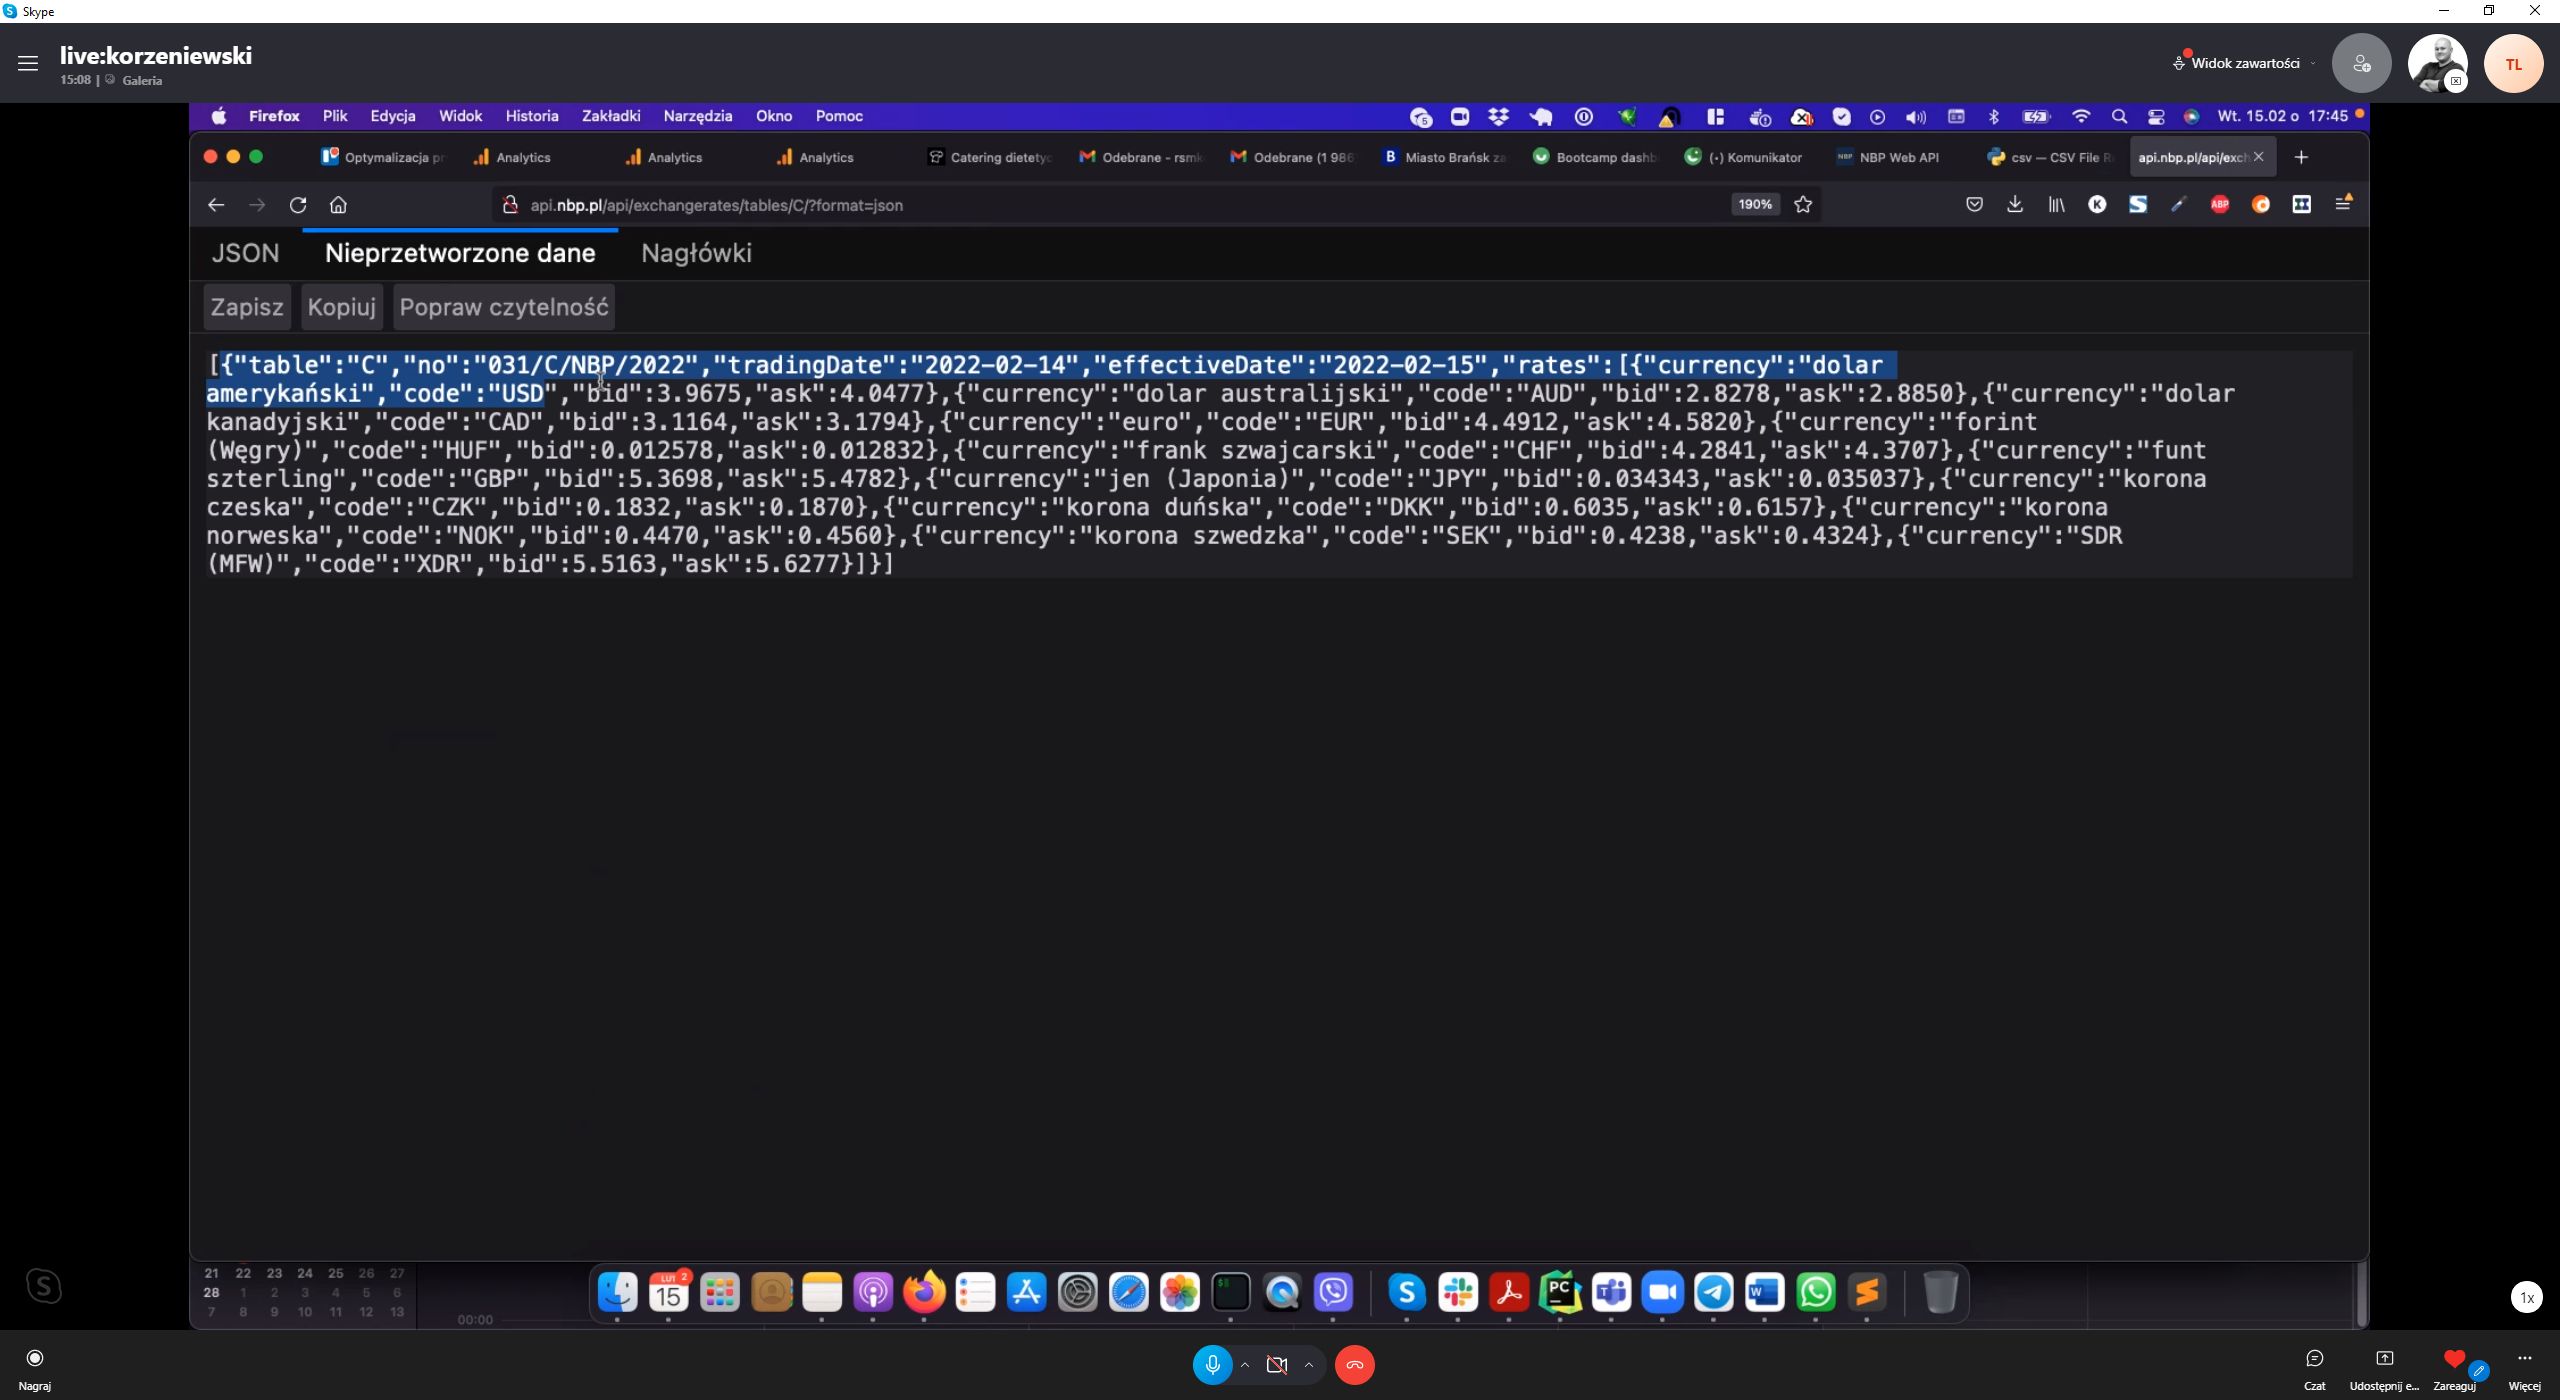 Skype
live:korzeniewski
15:08 | Galeria
Widok zawartości
TL
Firefox Plik Edycja Widok Historia Zakładki Narzędzia Okno Pomoc
Wt. 15.02 o 17:45
Optymalizacja pr Analytics Analytics Analytics Catering dietetyc Odebrane - rsmk Odebrane (1 986 Miasto Brańsk za Bootcamp dashb (·) Komunikator NBP Web API csv — CSV File R api.nbp.pl/api/exch
api.nbp.pl/api/exchangerates/tables/C/?format=json 190% ABP
JSON Nieprzetworzone dane Nagłówki
Zapisz Kopiuj Popraw czytelność
[{"table":"C","no":"031/C/NBP/2022","tradingDate":"2022-02-14","effectiveDate":"2022-02-15","rates":[{"currency":"dolar
amerykański","code":"USD","bid":3.9675,"ask":4.0477},{"currency":"dolar australijski","code":"AUD","bid":2.8278,"ask":2.8850},{"currency":"dolar
kanadyjski","code":"CAD","bid":3.1164,"ask":3.1794},{"currency":"euro","code":"EUR","bid":4.4912,"ask":4.5820},{"currency":"forint
(Węgry)","code":"HUF","bid":0.012578,"ask":0.012832},{"currency":"frank szwajcarski","code":"CHF","bid":4.2841,"ask":4.3707},{"currency":"funt
szterling","code":"GBP","bid":5.3698,"ask":5.4782},{"currency":"jen (Japonia)","code":"JPY","bid":0.034343,"ask":0.035037},{"currency":"korona
czeska","code":"CZK","bid":0.1832,"ask":0.1870},{"currency":"korona duńska","code":"DKK","bid":0.6035,"ask":0.6157},{"currency":"korona
norweska","code":"NOK","bid":0.4470,"ask":0.4560},{"currency":"korona szwedzka","code":"SEK","bid":0.4238,"ask":0.4324},{"currency":"SDR
(MFW)","code":"XDR","bid":5.5163,"ask":5.6277}]}]
21 22 23 24 25 26 27
28 1 2 3 4 5 6
7 8 9 10 11 12 13
00:00
LUT 2
15
PC
1x
Nagraj
Czat Udostępnij e... Zareaguj Więcej